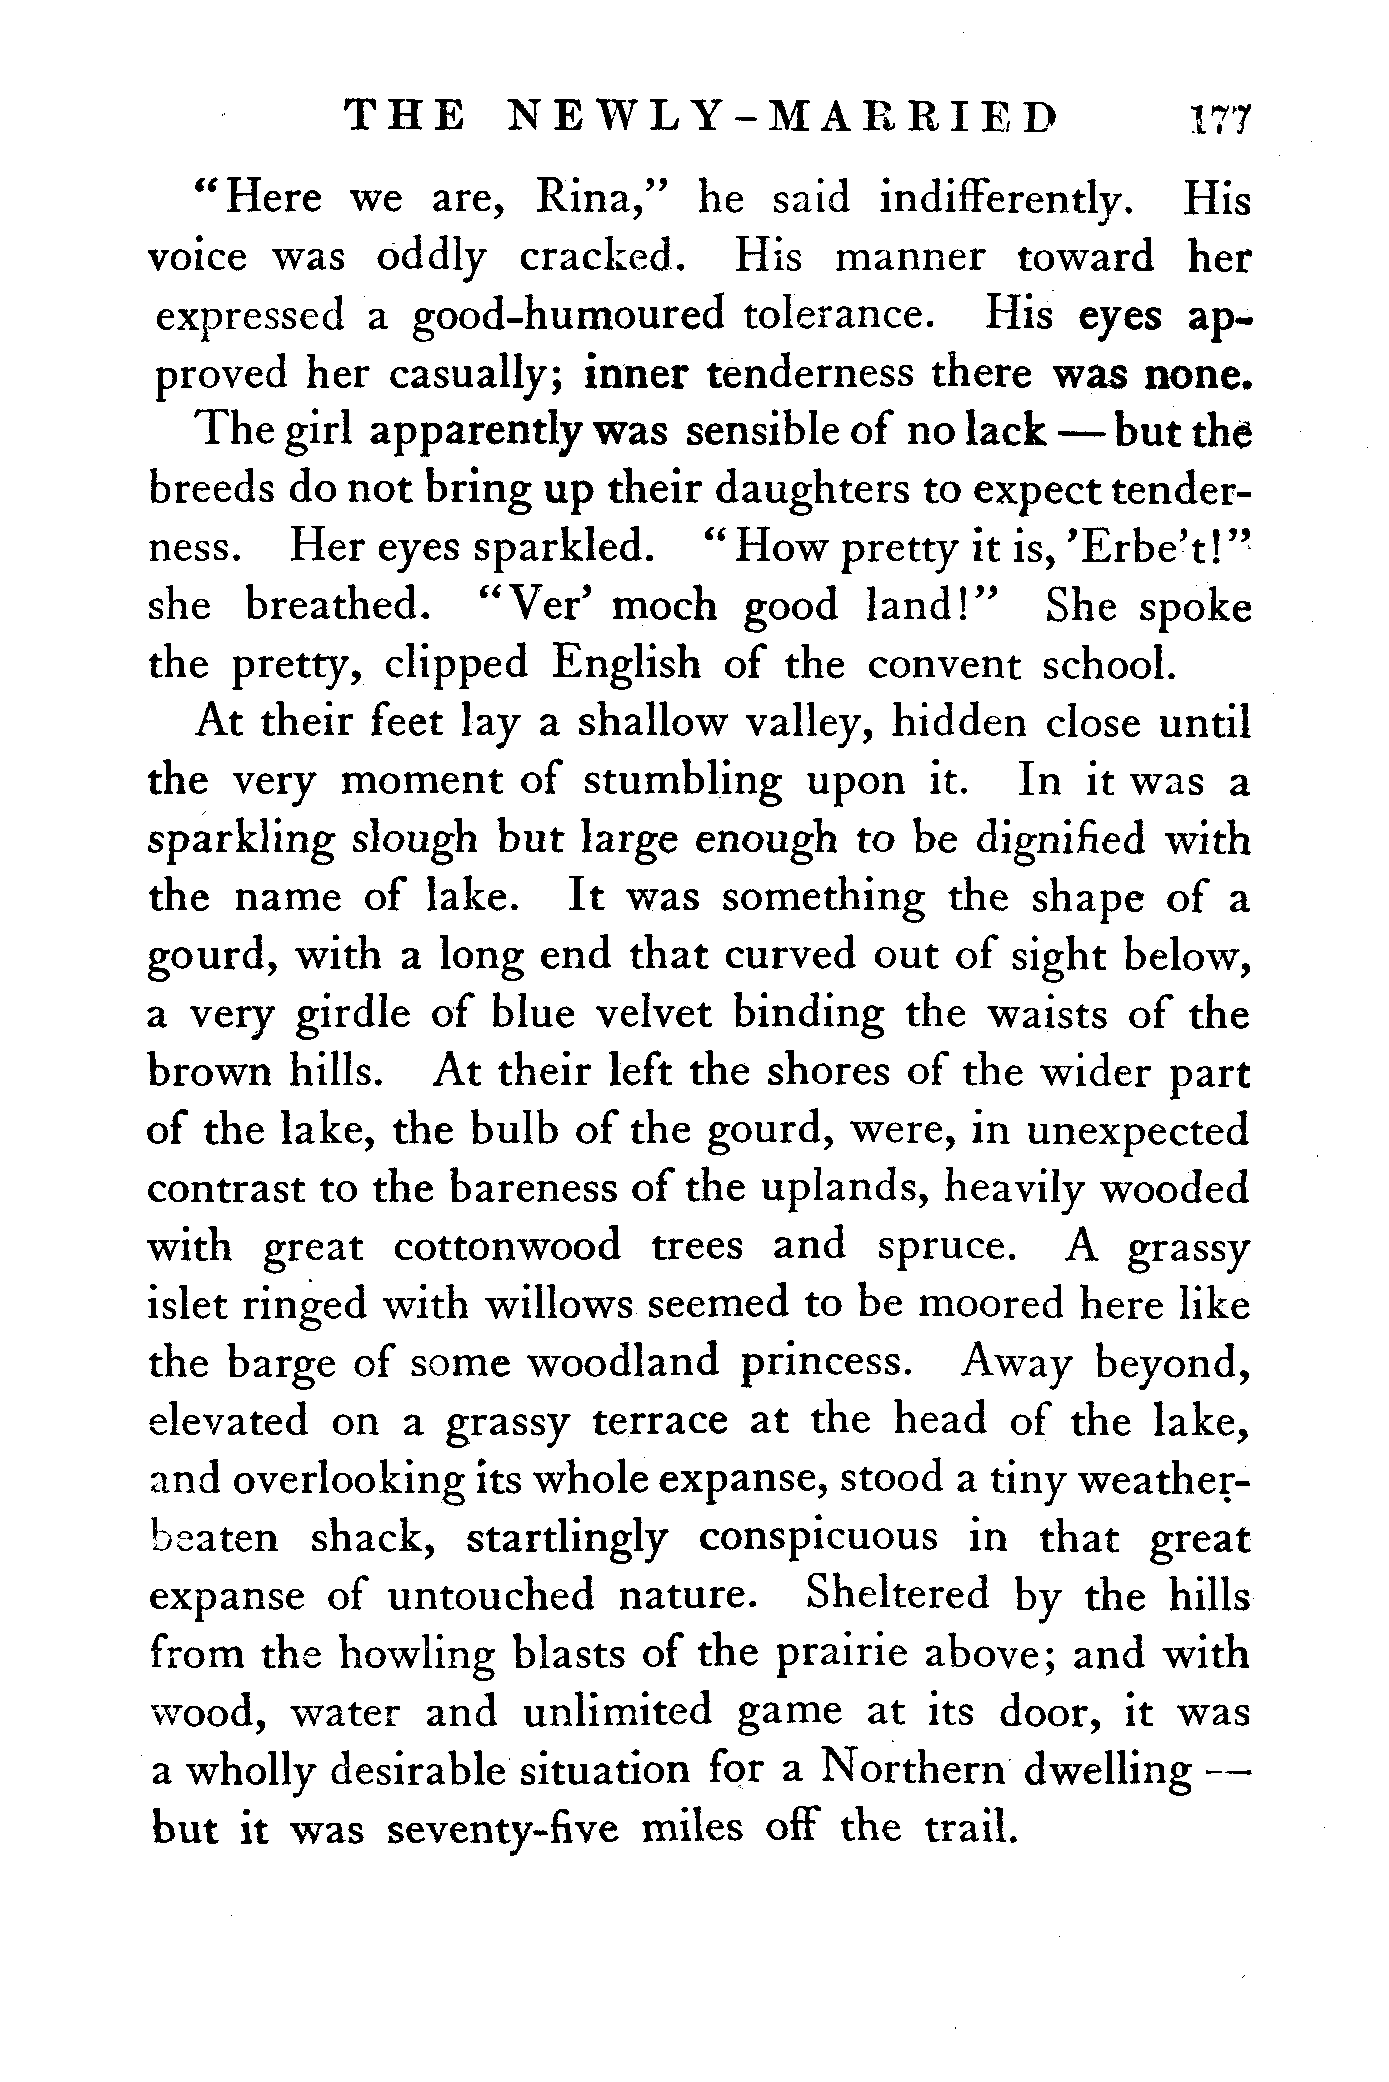 THE NEWLY-MARRIED 177
"Here we are, Rina," he said indifferently. His
voice was oddly cracked. His manner toward her
expressed a good-humoured tolerance. His eyes ap-
proved her casually; inner tenderness there was none.
The girl apparently was sensible of no lack — but the
breeds do not bring up their daughters to expect tender-
ness. Her eyes sparkled. "How pretty it is, 'Erbe't!"
she breathed. "Ver' moch good land!" She spoke
the pretty, clipped English of the convent school.
At their feet lay a shallow valley, hidden close until
the very moment of stumbling upon it. In it was a
sparkling slough but large enough to be dignified with
the name of lake. It was something the shape of a
gourd, with a long end that curved out of sight below,
a very girdle of blue velvet binding the waists of the
brown hills. At their left the shores of the wider part
of the lake, the bulb of the gourd, were, in unexpected
contrast to the bareness of the uplands, heavily wooded
with great cottonwood trees and spruce. A grassy
islet ringed with willows seemed to be moored here like
the barge of some woodland princess. Away beyond,
elevated on a grassy terrace at the head of the lake,
and overlooking its whole expanse, stood a tiny weather-
beaten shack, startlingly conspicuous in that great
expanse of untouched nature. Sheltered by the hills
from the howling blasts of the prairie above; and with
wood, water and unlimited game at its door, it was
a wholly desirable situation for a Northern dwelling —
but it was seventy-five miles off the trail.